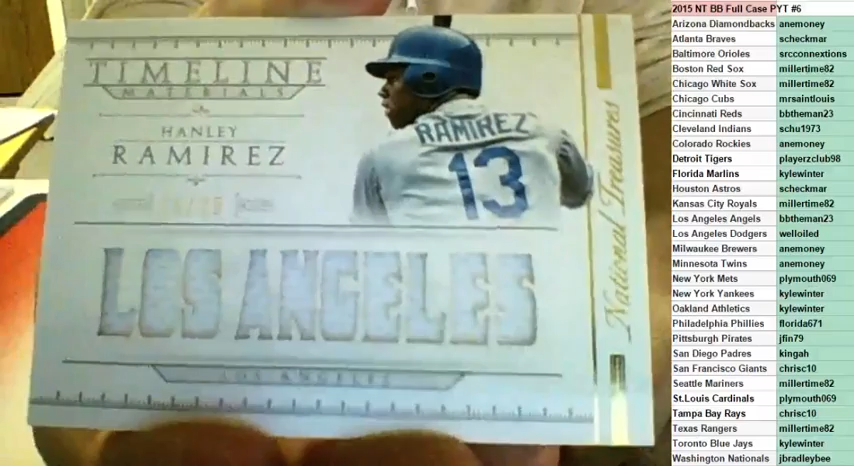 TIMELINE
MATERIALS
HANLEY
RAMIREZ
RAMIREZ
13
National Treasures
LOS ANGELES
LOS ANGELES
2015 NT BB Full Case PYT #6
Arizona Diamondbacks anemoney
Atlanta Braves scheckmar
Baltimore Orioles srcconnextions
Boston Red Sox millertime82
Chicago White Sox millertime82
Chicago Cubs mrsaintlouis
Cincinnati Reds bbtheman23
Cleveland Indians schu1973
Colorado Rockies anemoney
Detroit Tigers playerzclub98
Florida Marlins kylewinter
Houston Astros scheckmar
Kansas City Royals millertime82
Los Angeles Angels bbtheman23
Los Angeles Dodgers welloiled
Milwaukee Brewers anemoney
Minnesota Twins anemoney
New York Mets plymouth069
New York Yankees kylewinter
Oakland Athletics kylewinter
Philadelphia Phillies florida671
Pittsburgh Pirates jfin79
San Diego Padres kingah
San Francisco Giants chrisc10
Seattle Mariners millertime82
St.Louis Cardinals plymouth069
Tampa Bay Rays chrisc10
Texas Rangers millertime82
Toronto Blue Jays kylewinter
Washington Nationals jbradleybee